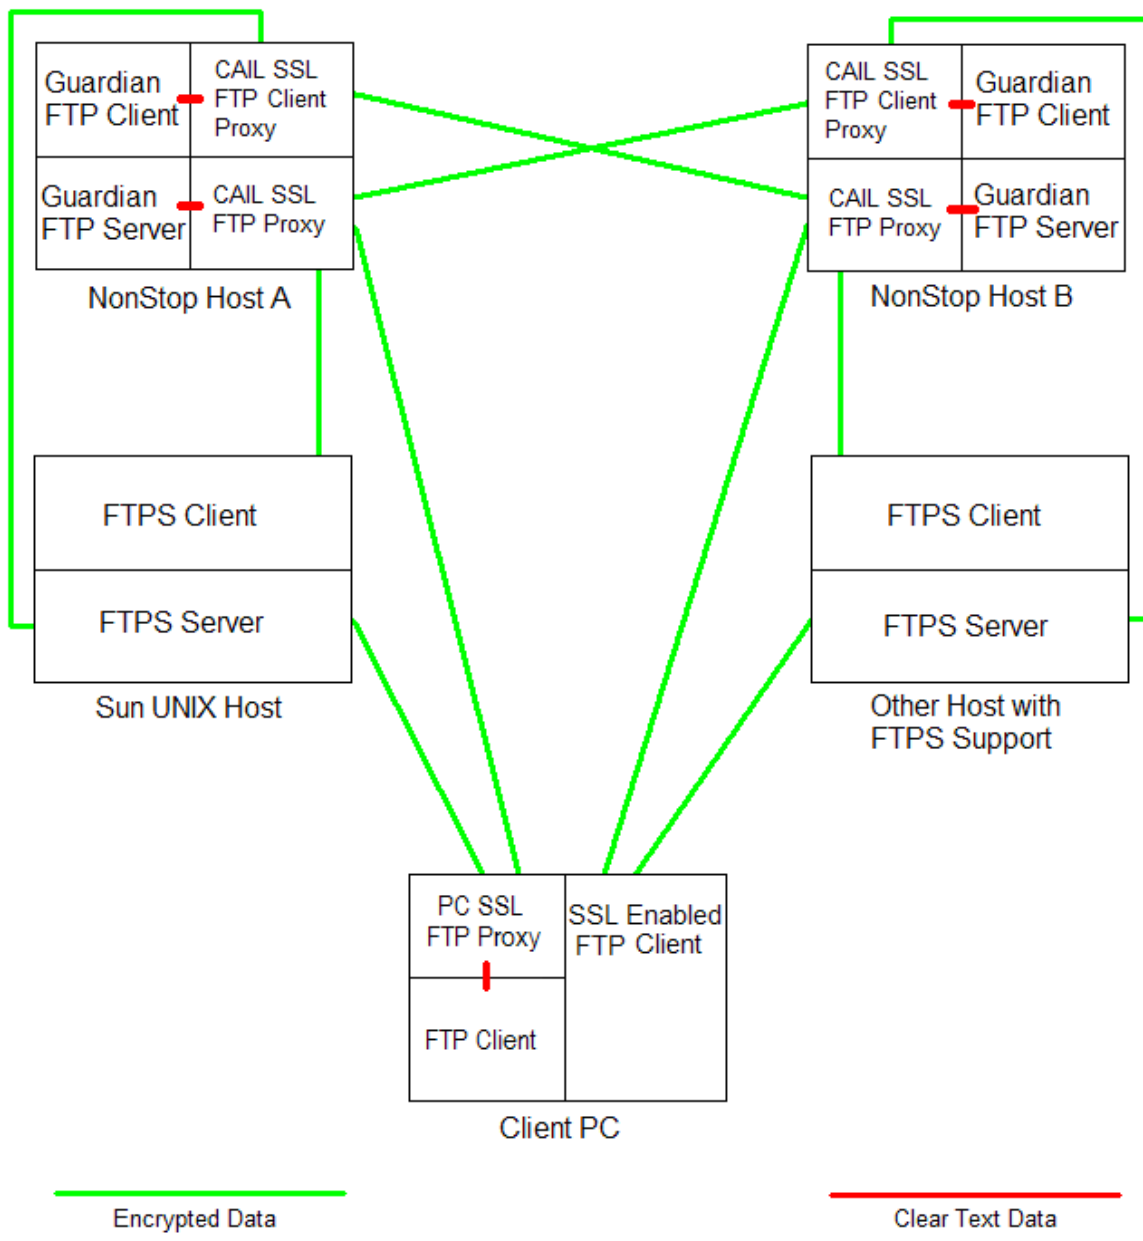 Guardian
FTP Client
CAIL SSL
FTP Client
Proxy
Guardian
FTP Server
CAIL SSL
FTP Proxy
NonStop Host A
CAIL SSL
FTP Client
Proxy
Guardian
FTP Client
CAIL SSL
FTP Proxy
Guardian
FTP Server
NonStop Host B
FTPS Client
FTPS Server
Sun UNIX Host
FTPS Client
FTPS Server
Other Host with
FTPS Support
PC SSL
FTP Proxy
SSL Enabled
FTP Client
FTP Client
Client PC
Encrypted Data
Clear Text Data